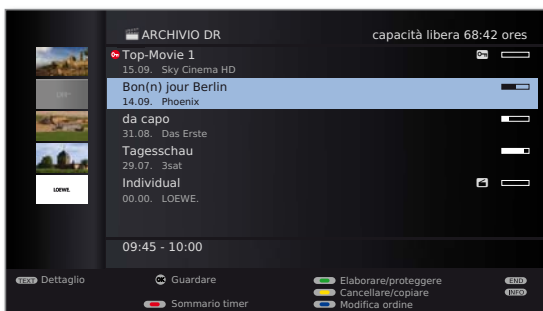 ARCHIVIO DR capacità libera 68:42 ores
Top-Movie 1
15.09. Sky Cinema HD
Bon(n) jour Berlin
14.09. Phoenix
da capo
31.08. Das Erste
Tagesschau
29.07. 3sat
Individual
00.00. LOEWE.
LOEWE.
09:45 - 10:00
TEXT Dettaglio OK Guardare Elaborare/proteggere END
Cancellare/copiare INFO
Sommario timer Modifica ordine